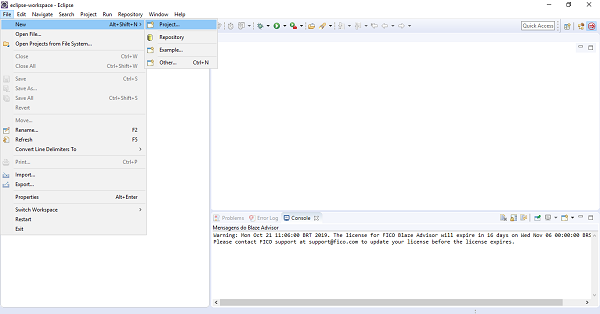 eclipse-workspace - Eclipse
File Edit Navigate Search Project Run Repository Window Help
New Alt+Shift+N
Project...
Open File...
Repository
Open Projects from File System...
Example...
Close Ctrl+W
Other... Ctrl+N
Close All Ctrl+Shift+W
Save Ctrl+S
Save As...
Save All Ctrl+Shift+S
Revert
Move...
Rename... F2
Refresh F5
Convert Line Delimiters To
Print... Ctrl+P
Import...
Export...
Properties Alt+Enter
Switch Workspace
Restart
Exit
Quick Access
Problems Error Log Console
Mensagens do Blaze Advisor
Warning: Mon Oct 21 11:06:00 BRT 2019. The license for FICO Blaze Advisor will expire in 16 days on Wed Nov 06 00:00:00 BRS
Please contact FICO support at support@fico.com to update your license before the license expires.